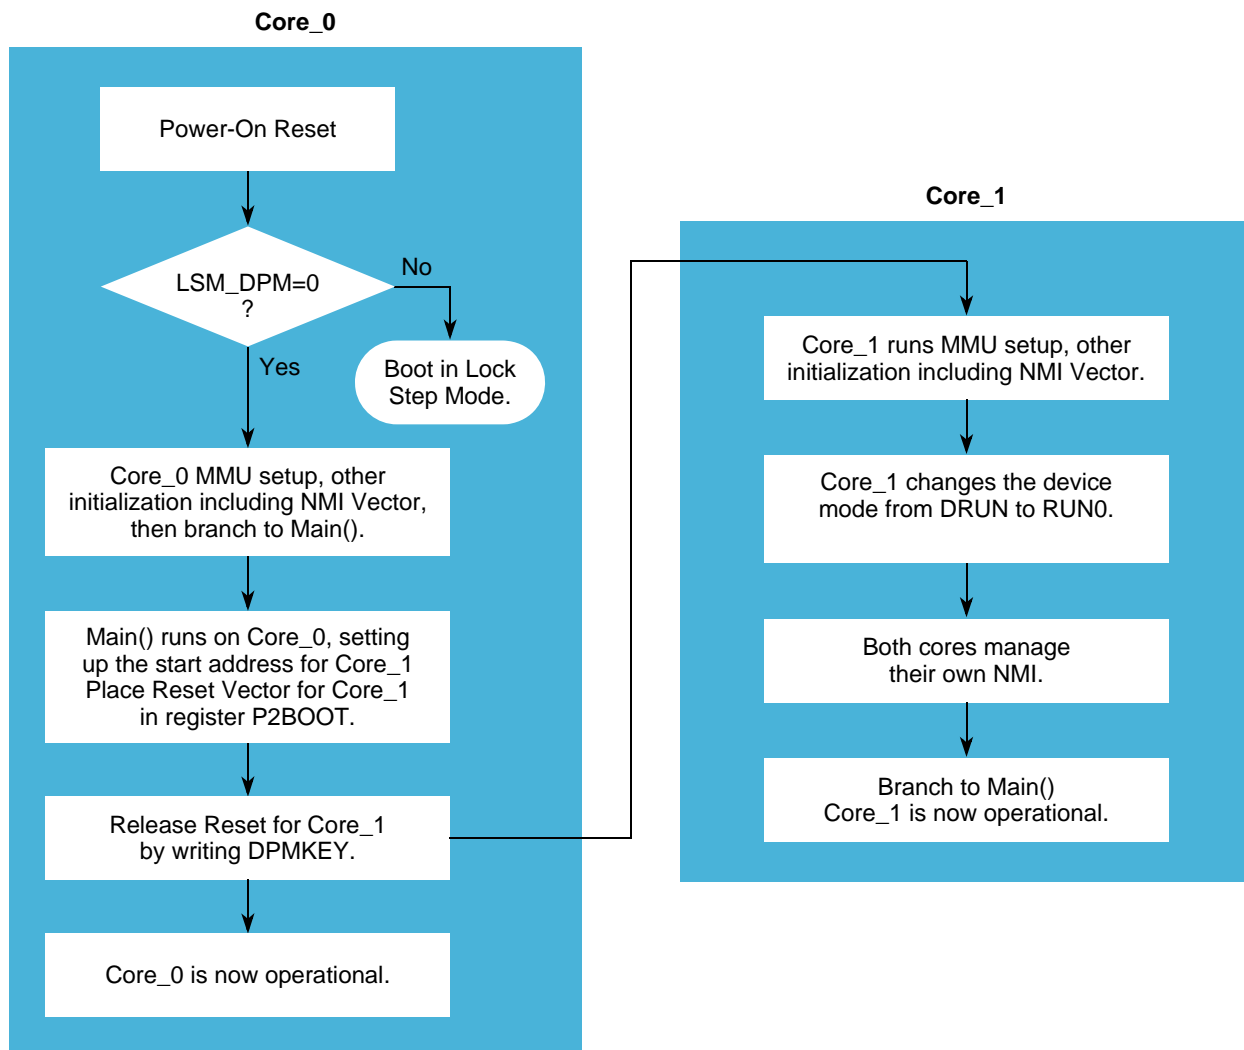 Core_0
Power-On Reset
LSM_DPM=0
?
No
Yes
Boot in Lock
Step Mode.
Core_0 MMU setup, other
initialization including NMI Vector,
then branch to Main().
Main() runs on Core_0, setting
up the start address for Core_1
Place Reset Vector for Core_1
in register P2BOOT.
Release Reset for Core_1
by writing DPMKEY.
Core_0 is now operational.
Core_1
Core_1 runs MMU setup, other
initialization including NMI Vector.
Core_1 changes the device
mode from DRUN to RUN0.
Both cores manage
their own NMI.
Branch to Main()
Core_1 is now operational.